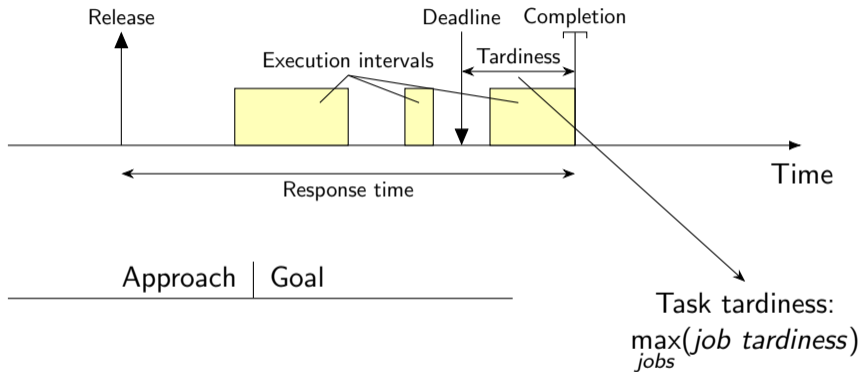 Release
Deadline
Completion
Execution intervals
Tardiness
Time
Response time
Approach Goal
Task tardiness:
max(job tardiness)
jobs